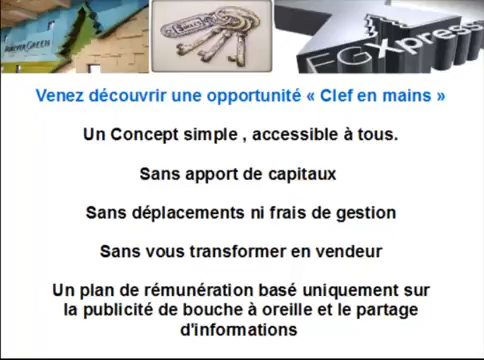 FOREVERGREEN
FGXpress
Venez découvrir une opportunité « Clef en mains »
Un Concept simple , accessible à tous.
Sans apport de capitaux
Sans déplacements ni frais de gestion
Sans vous transformer en vendeur
Un plan de rémunération basé uniquement sur
la publicité de bouche à oreille et le partage
d'informations